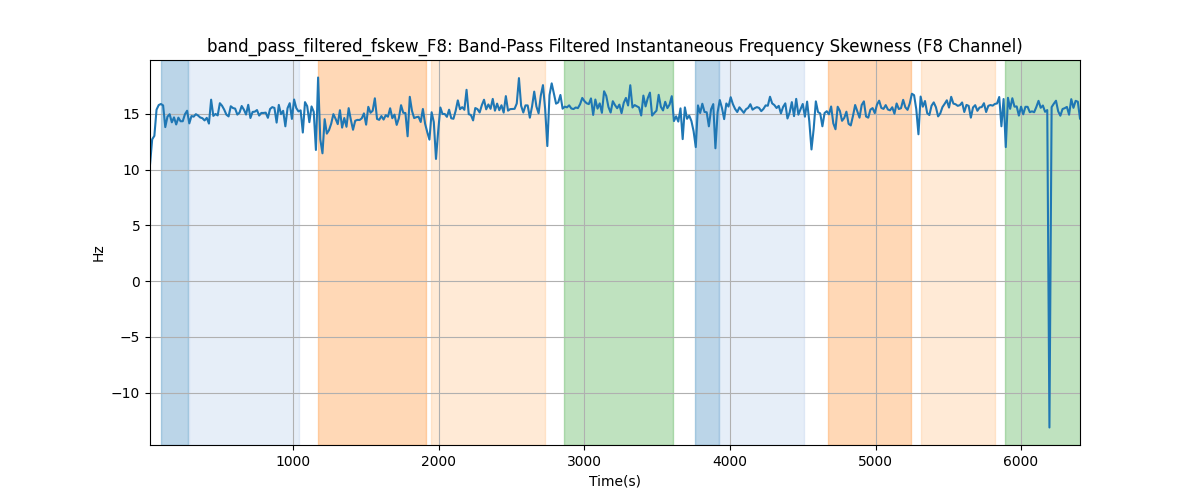 band_pass_filtered_fskew_F8: Band-Pass Filtered Instantaneous Frequency Skewness (F8 Channel)
15
10
5
0
−5
−10
Hz
1000 2000 3000 4000 5000 6000
Time(s)